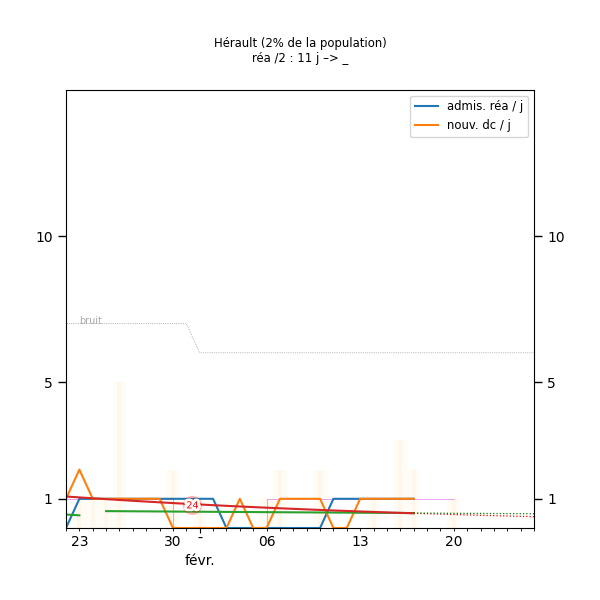 Hérault (2% de la population)
réa /2 : 11 j –> _
admis. réa / j
nouv. dc / j
10
10
bruit
5
5
24
1
1
23
30
-
06
13
20
févr.